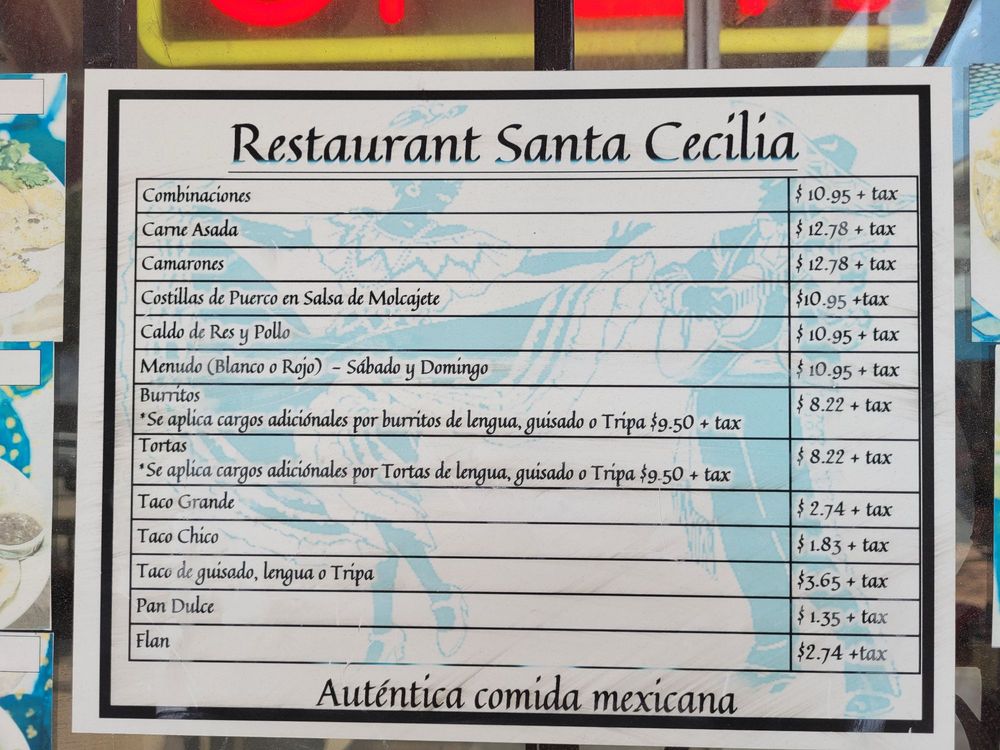 Restaurant Santa Cecilia
Combinaciones $ 10.95 + tax
Carne Asada $ 12.78 + tax
Camarones $ 12.78 + tax
Costillas de Puerco en Salsa de Molcajete $10.95 +tax
Caldo de Res y Pollo $ 10.95 + tax
Menudo (Blanco o Rojo) - Sábado y Domingo $ 10.95 + tax
Burritos $ 8.22 + tax
*Se aplica cargos adiciónales por burritos de lengua, guisado o Tripa $9.50 + tax
Tortas $ 8.22 + tax
*Se aplica cargos adiciónales por Tortas de lengua, guisado o Tripa $9.50 + tax
Taco Grande $ 2.74 + tax
Taco Chico $ 1.83 + tax
Taco de guisado, lengua o Tripa $3.65 + tax
Pan Dulce $ 1.35 + tax
Flan $2.74 +tax
Auténtica comida mexicana